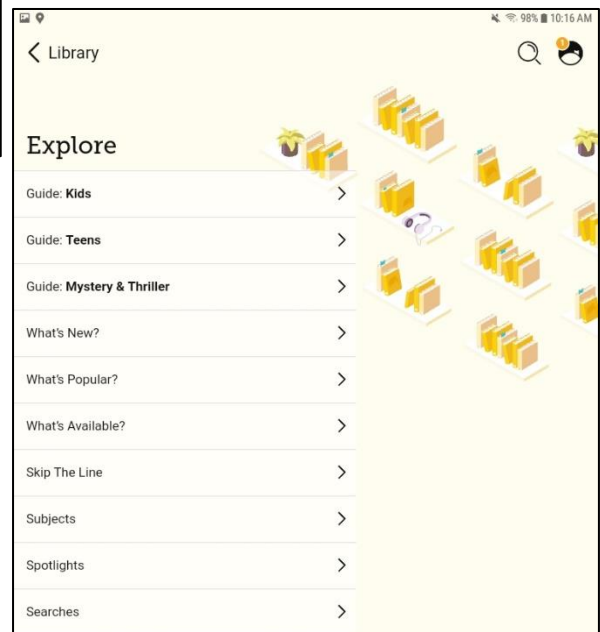 98% 10:16 AM
Library
1
Explore
Guide: Kids
Guide: Teens
Guide: Mystery & Thriller
What's New?
What's Popular?
What's Available?
Skip The Line
Subjects
Spotlights
Searches